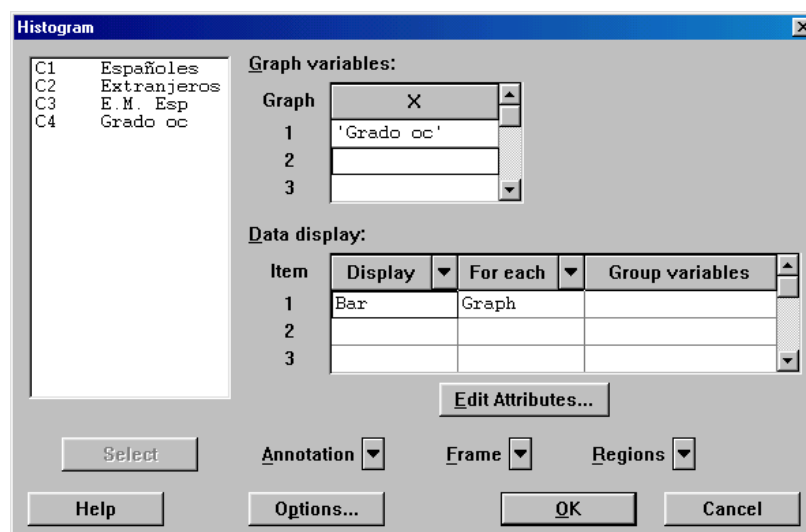 Histogram
C1 Españoles
C2 Extranjeros
C3 E.M. Esp
C4 Grado oc
Graph variables:
Graph X
1 'Grado oc'
2
3
Data display:
Item Display For each Group variables
1 Bar Graph
2
3
Edit Attributes...
Select Annotation Frame Regions
Help Options... OK Cancel